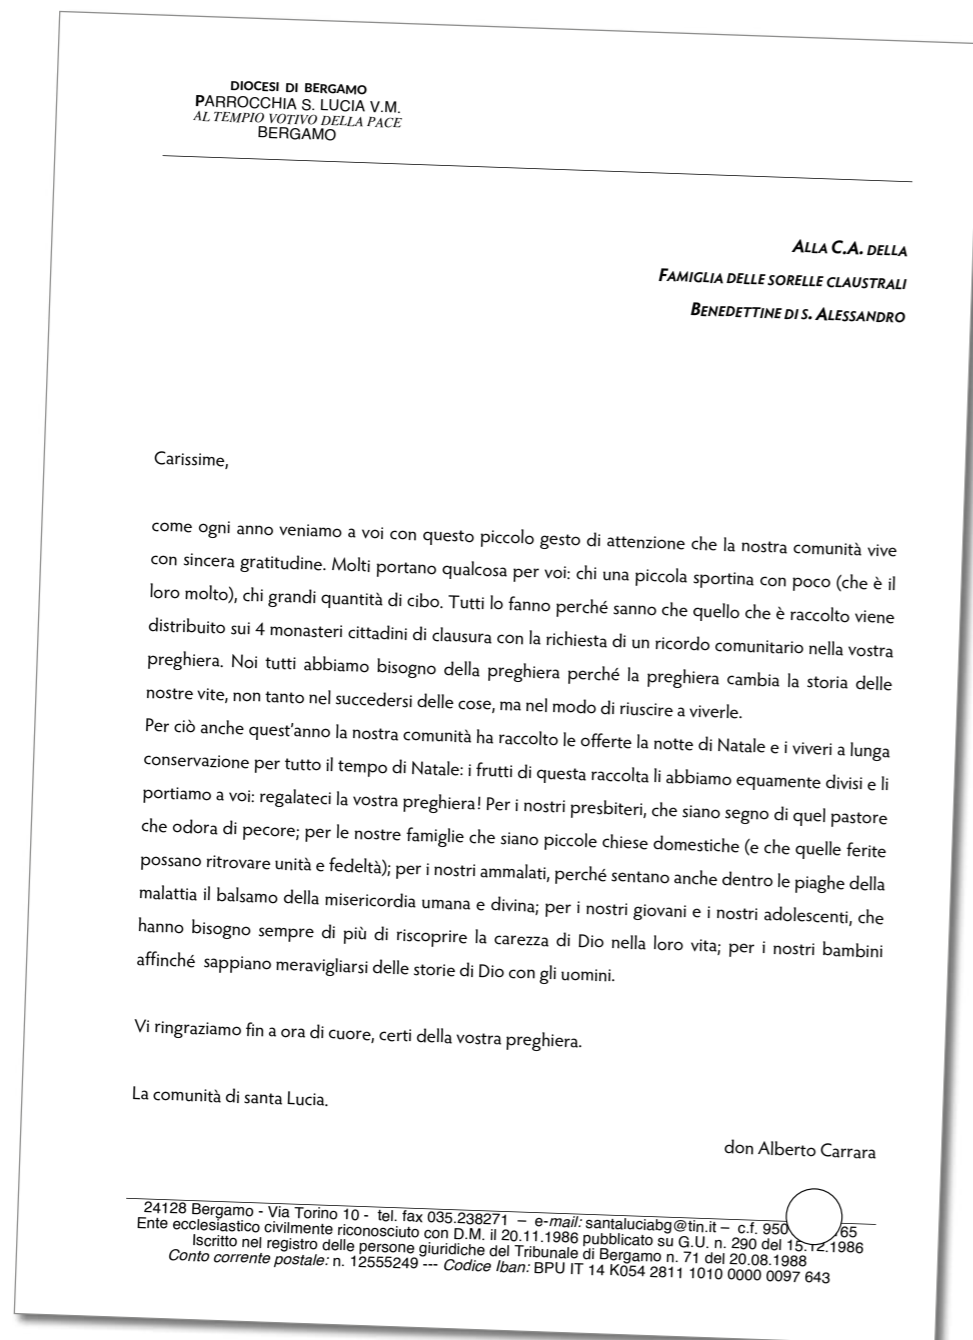 DIOCESI DI BERGAMO
PARROCCHIA S. LUCIA V.M.
AL TEMPIO VOTIVO DELLA PACE
BERGAMO
ALLA C.A. DELLA
FAMIGLIA DELLE SORELLE CLAUSTRALI
BENEDETTINE DI S. ALESSANDRO
Carissime,
come ogni anno veniamo a voi con questo piccolo gesto di attenzione che la nostra comunità vive
con sincera gratitudine. Molti portano qualcosa per voi: chi una piccola sportina con poco (che è il
loro molto), chi grandi quantità di cibo. Tutti lo fanno perché sanno che quello che è raccolto viene
distribuito sui 4 monasteri cittadini di clausura con la richiesta di un ricordo comunitario nella vostra
preghiera. Noi tutti abbiamo bisogno della preghiera perché la preghiera cambia la storia delle
nostre vite, non tanto nel succedersi delle cose, ma nel modo di riuscire a viverle.
Per ciò anche quest'anno la nostra comunità ha raccolto le offerte la notte di Natale e i viveri a lunga
conservazione per tutto il tempo di Natale: i frutti di questa raccolta li abbiamo equamente divisi e li
portiamo a voi: regalateci la vostra preghiera! Per i nostri presbiteri, che siano segno di quel pastore
che odora di pecore; per le nostre famiglie che siano piccole chiese domestiche (e che quelle ferite
possano ritrovare unità e fedeltà); per i nostri ammalati, perché sentano anche dentro le piaghe della
malattia il balsamo della misericordia umana e divina; per i nostri giovani e i nostri adolescenti, che
hanno bisogno sempre di più di riscoprire la carezza di Dio nella loro vita; per i nostri bambini
affinché sappiano meravigliarsi delle storie di Dio con gli uomini.
Vi ringraziamo fin a ora di cuore, certi della vostra preghiera.
La comunità di santa Lucia.
don Alberto Carrara
24128 Bergamo - Via Torino 10 - tel. fax 035.238271 – e-mail: santaluciabg@tin.it – c.f. 950 65
Ente ecclesiastico civilmente riconosciuto con D.M. il 20.11.1986 pubblicato su G.U. n. 290 del 15.12.1986
Iscritto nel registro delle persone giuridiche del Tribunale di Bergamo n. 71 del 20.08.1988
Conto corrente postale: n. 12555249 --- Codice Iban: BPU IT 14 K054 2811 1010 0000 0097 643